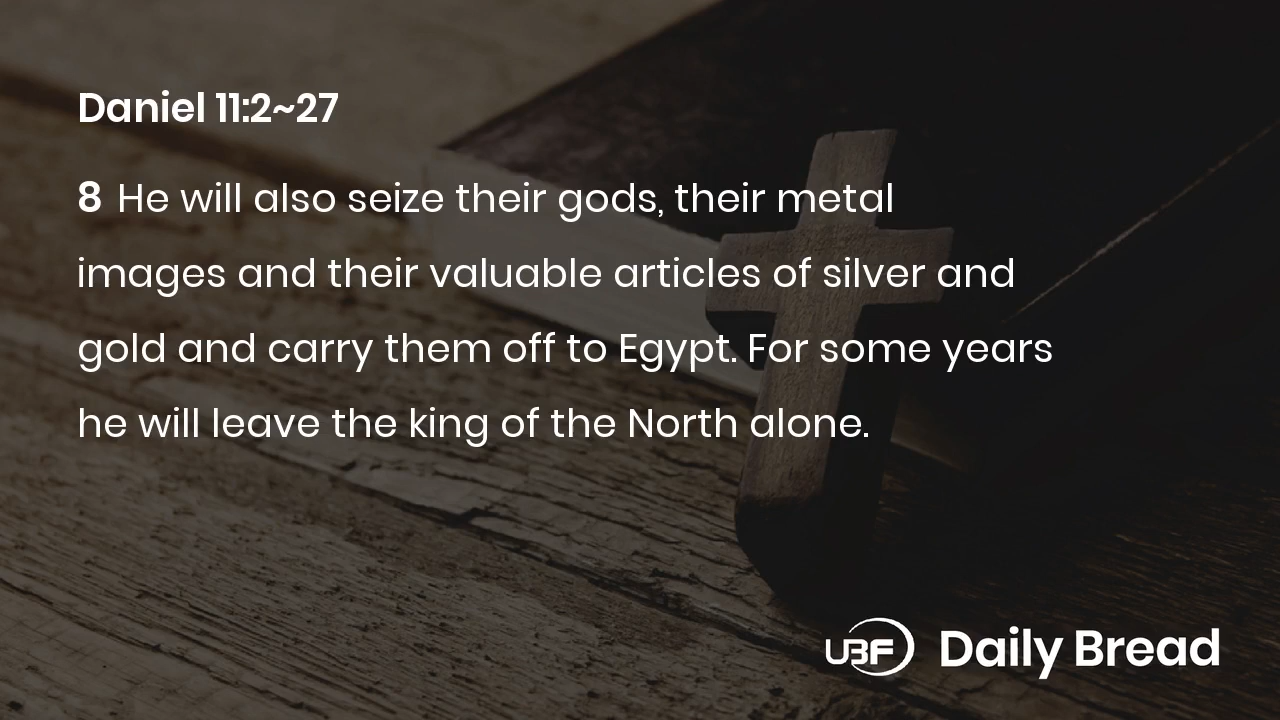 Daniel 11:2~27
8 He will also seize their gods, their metal
images and their valuable articles of silver and
gold and carry them off to Egypt. For some years
he will leave the king of the North alone.
UBF Daily Bread